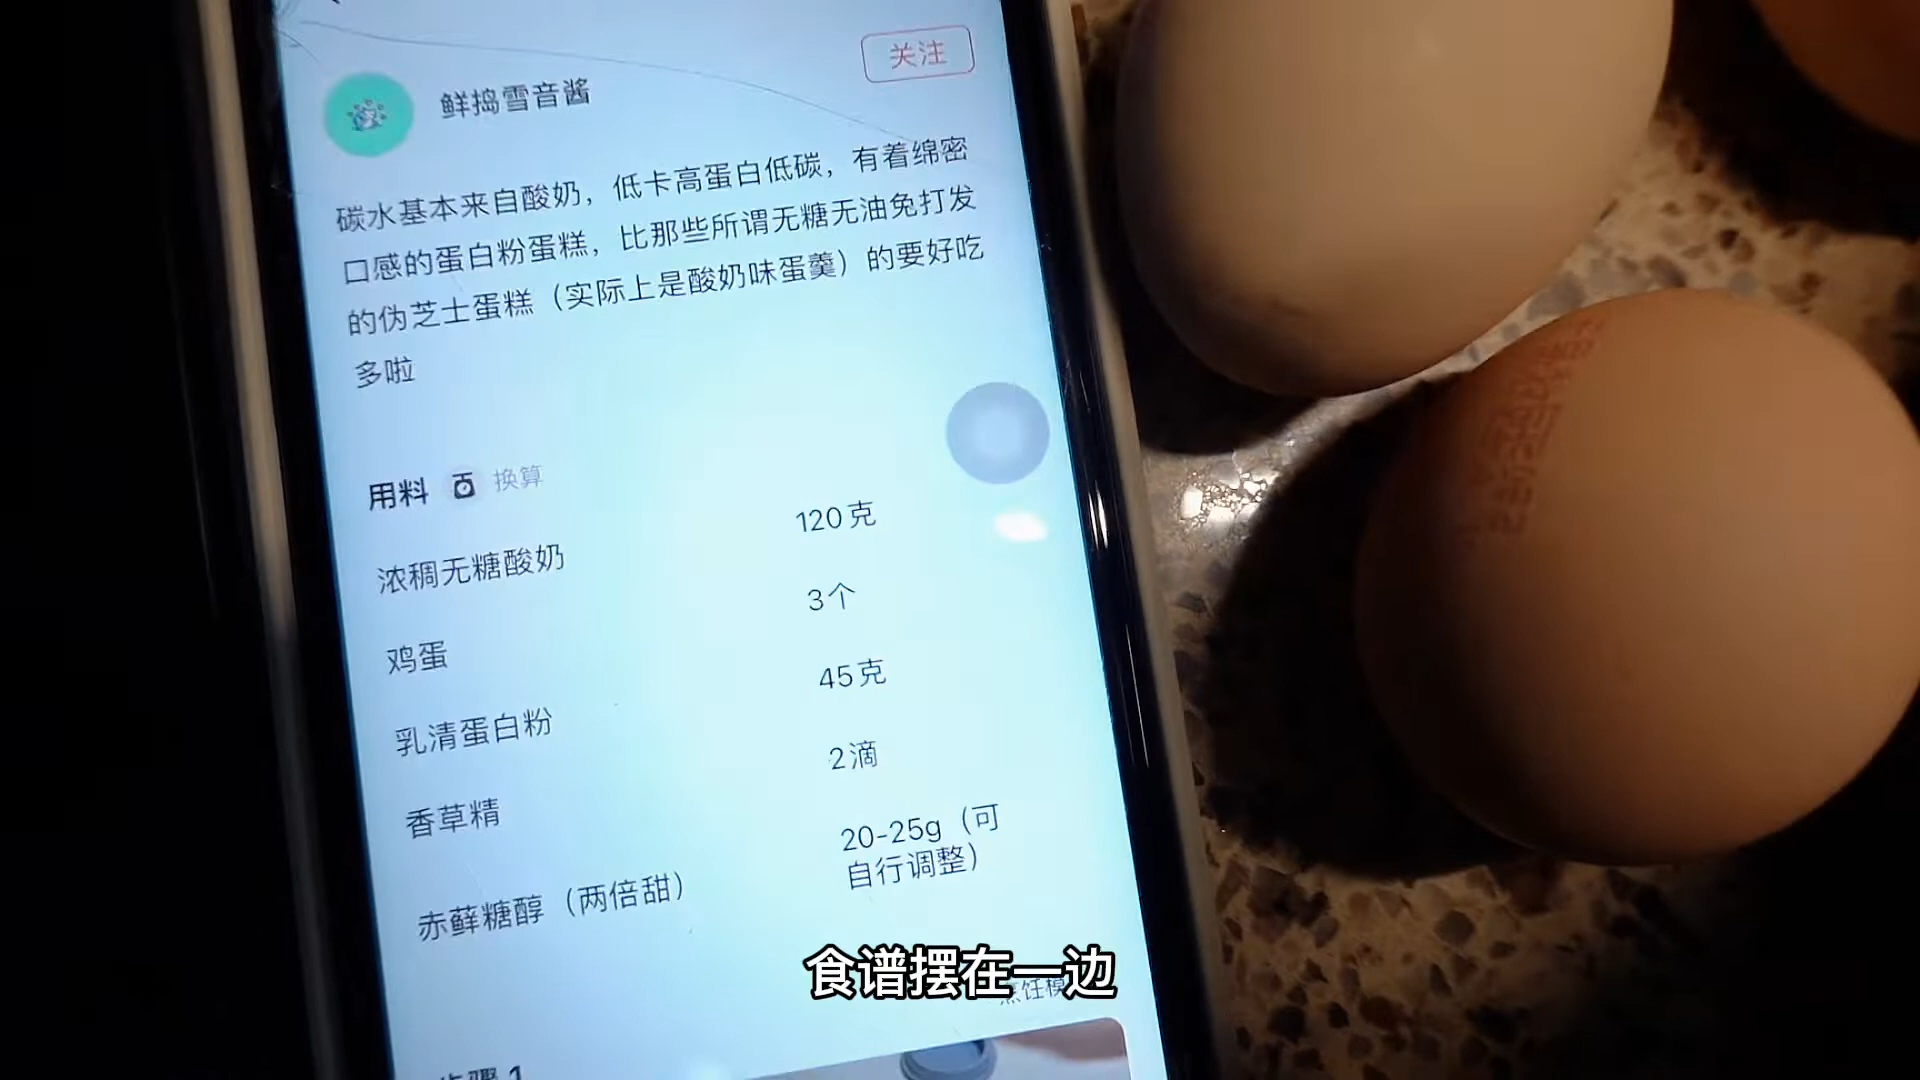 关注
鲜捣雪音酱
碳水基本来自酸奶，低卡高蛋白低碳，有着绵密
口感的蛋白粉蛋糕，比那些所谓无糖无油免打发
的伪芝士蛋糕（实际上是酸奶味蛋羹）的要好吃
多啦
用料 换算
浓稠无糖酸奶 120克
鸡蛋 3个
乳清蛋白粉 45克
香草精 2滴
赤藓糖醇（两倍甜） 20-25g（可
自行调整）
食谱摆在一边
步骤 1